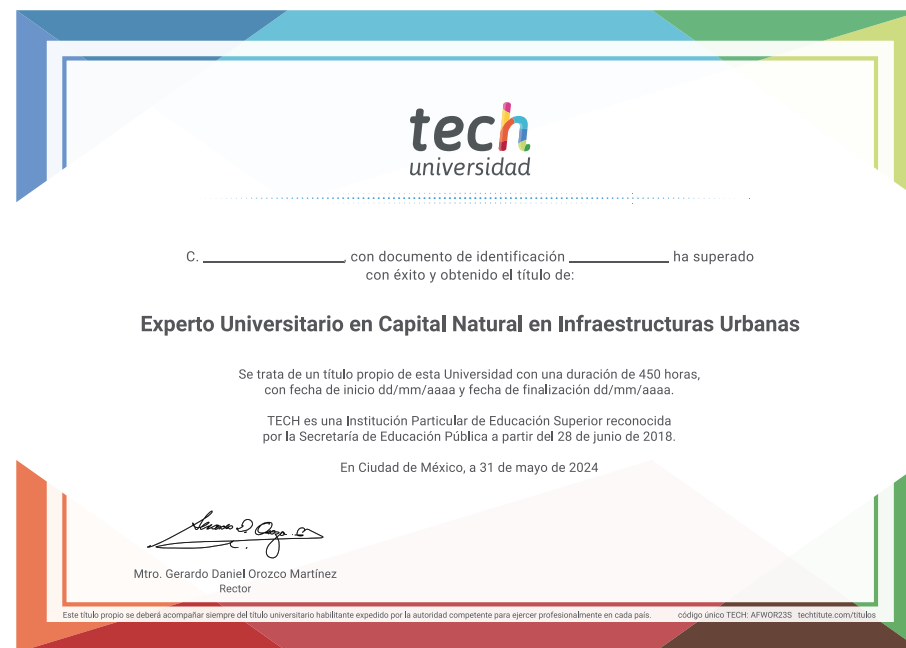 tech
universidad
C. ____________, con documento de identificación ____________ ha superado
con éxito y obtenido el título de:
Experto Universitario en Capital Natural en Infraestructuras Urbanas
Se trata de un título propio de esta Universidad con una duración de 450 horas,
con fecha de inicio dd/mm/aaaa y fecha de finalización dd/mm/aaaa.
TECH es una Institución Particular de Educación Superior reconocida
por la Secretaría de Educación Pública a partir del 28 de junio de 2018.
En Ciudad de México, a 31 de mayo de 2024
Mtro. Gerardo Daniel Orozco Martínez
Rector
Este título propio se deberá acompañar siempre del título universitario habilitante expedido por la autoridad competente para ejercer profesionalmente en cada país. código único TECH: AFWOR23S techtitute.com/titulos